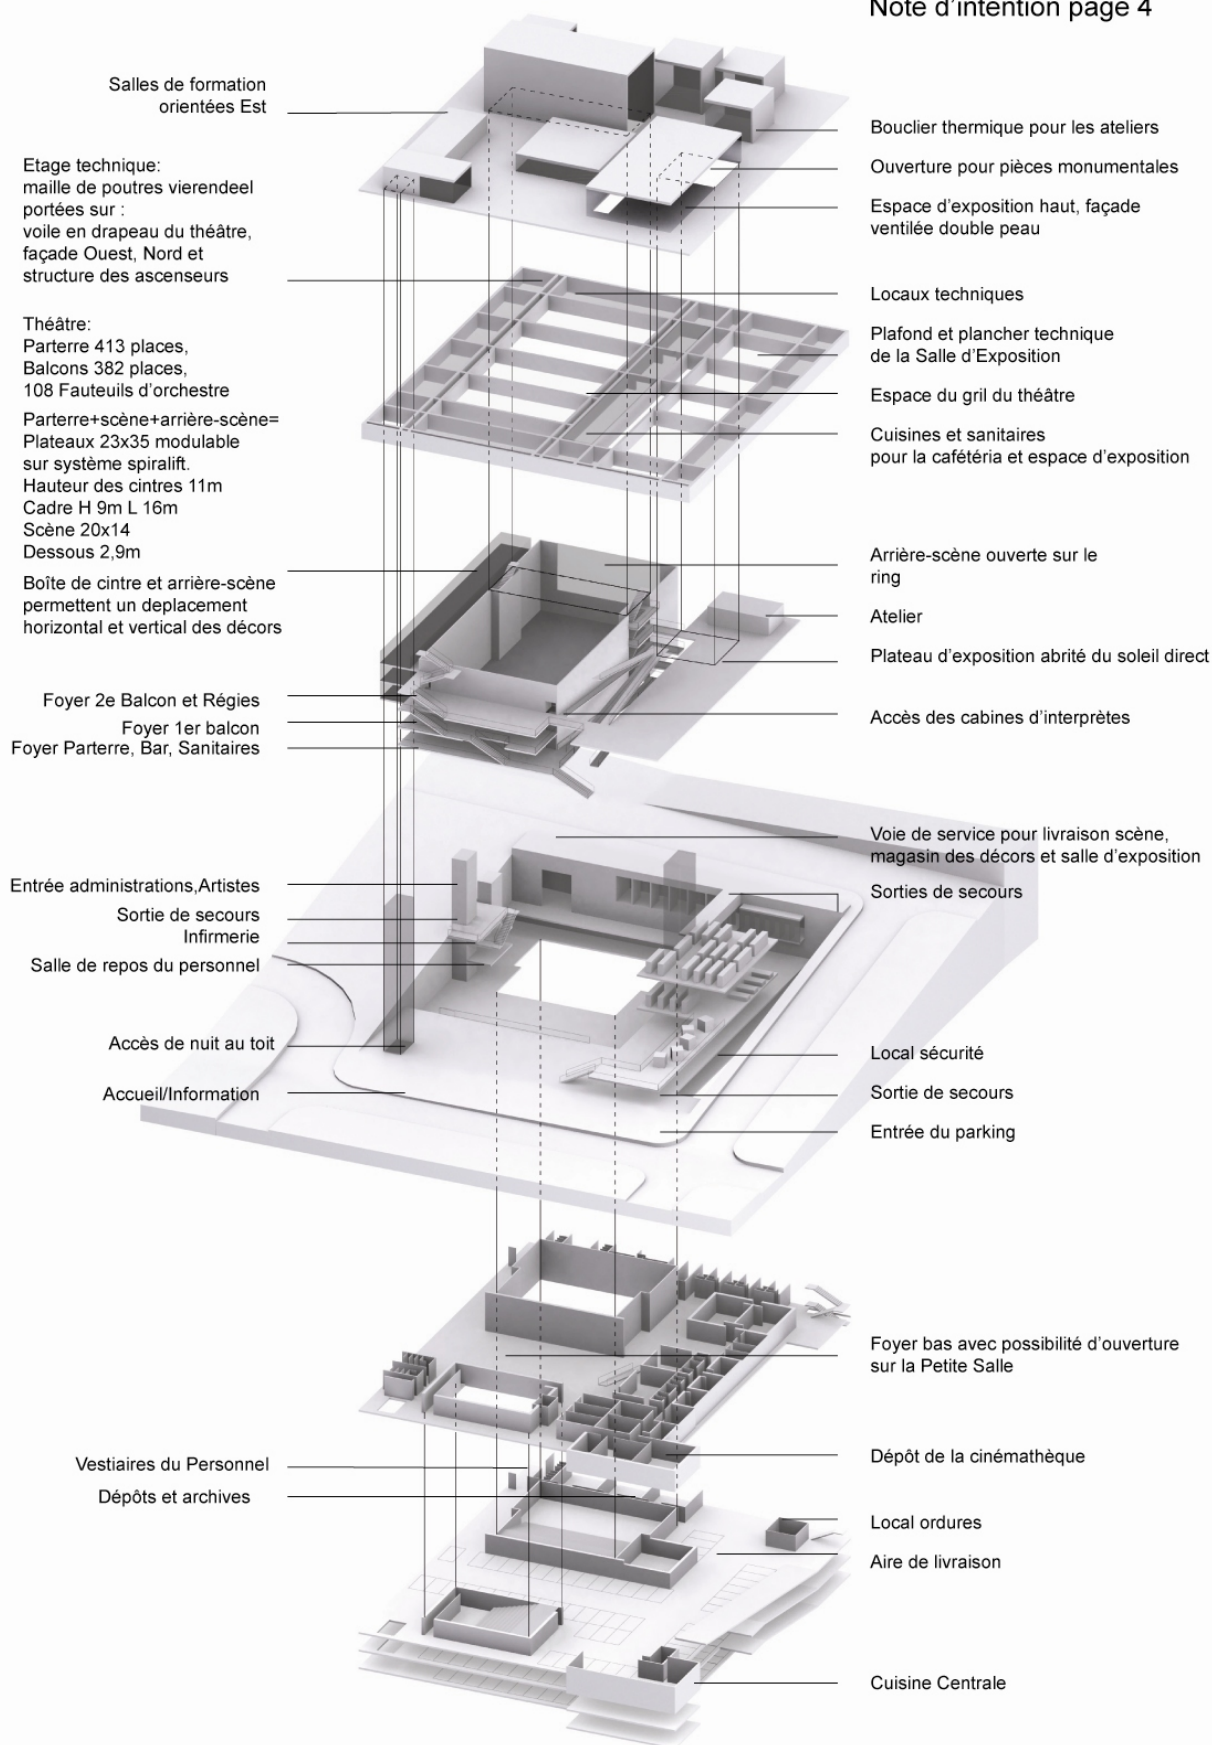 Note d'intention page 4
Salles de formation
orientées Est
Etage technique:
maille de poutres vierendeel
portées sur :
voile en drapeau du théâtre,
façade Ouest, Nord et
structure des ascenseurs
Théâtre:
Parterre 413 places,
Balcons 382 places,
108 Fauteuils d'orchestre
Parterre+scène+arrière-scène=
Plateaux 23x35 modulable
sur système spiralift.
Hauteur des cintres 11m
Cadre H 9m L 16m
Scène 20x14
Dessous 2,9m
Boîte de cintre et arrière-scène
permettent un deplacement
horizontal et vertical des décors
Foyer 2e Balcon et Régies
Foyer 1er balcon
Foyer Parterre, Bar, Sanitaires
Entrée administrations,Artistes
Sortie de secours
Infirmerie
Salle de repos du personnel
Accès de nuit au toit
Accueil/Information
Vestiaires du Personnel
Dépôts et archives
Bouclier thermique pour les ateliers
Ouverture pour pièces monumentales
Espace d'exposition haut, façade
ventilée double peau
Locaux techniques
Plafond et plancher technique
de la Salle d'Exposition
Espace du gril du théâtre
Cuisines et sanitaires
pour la cafétéria et espace d'exposition
Arrière-scène ouverte sur le
ring
Atelier
Plateau d'exposition abrité du soleil direct
Accès des cabines d'interprètes
Voie de service pour livraison scène,
magasin des décors et salle d'exposition
Sorties de secours
Local sécurité
Sortie de secours
Entrée du parking
Foyer bas avec possibilité d'ouverture
sur la Petite Salle
Dépôt de la cinémathèque
Local ordures
Aire de livraison
Cuisine Centrale